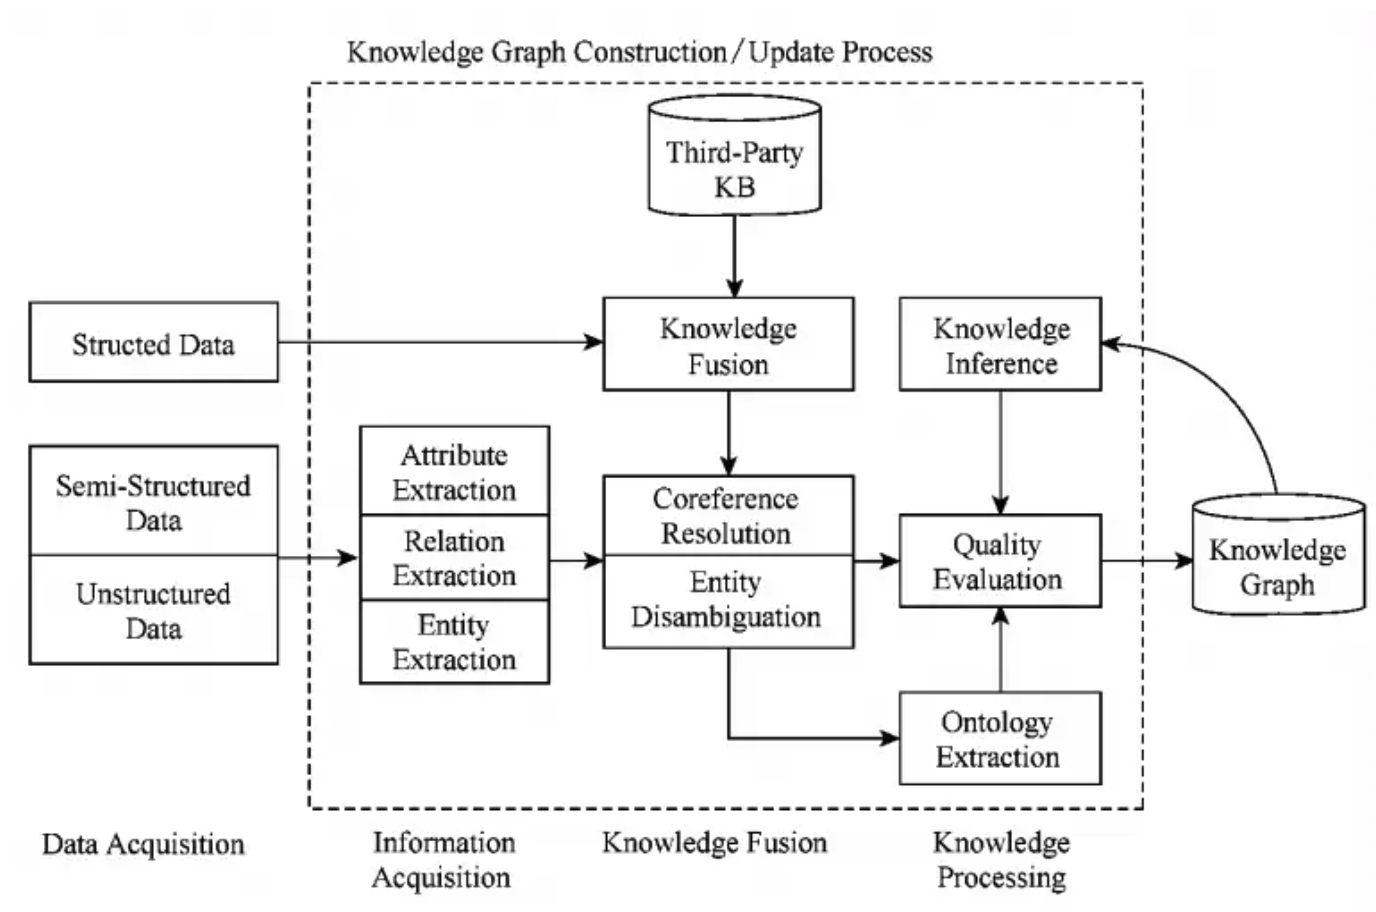 Knowledge Graph Construction/Update Process
Third-Party
KB
Structed Data
Knowledge
Fusion
Knowledge
Inference
Semi-Structured
Data
Unstructured
Data
Attribute
Extraction
Relation
Extraction
Entity
Extraction
Coreference
Resolution
Entity
Disambiguation
Quality
Evaluation
Knowledge
Graph
Ontology
Extraction
Data Acquisition
Information
Acquisition
Knowledge Fusion
Knowledge
Processing